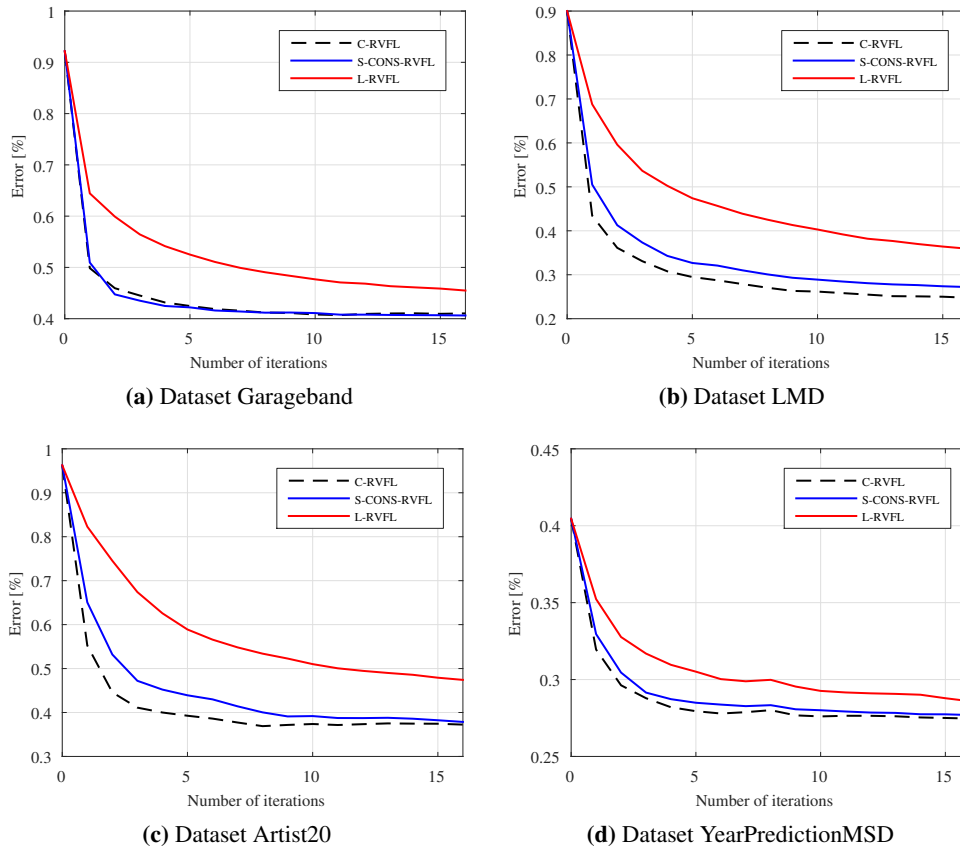 1
0.9
0.8
0.7
0.6
0.5
0.4
0
5
10
15
Error [%]
Number of iterations
C-RVFL
S-CONS-RVFL
L-RVFL
(a) Dataset Garageband
0.9
0.8
0.7
0.6
0.5
0.4
0.3
0.2
0
5
10
15
Error [%]
Number of iterations
C-RVFL
S-CONS-RVFL
L-RVFL
(b) Dataset LMD
1
0.9
0.8
0.7
0.6
0.5
0.4
0.3
0
5
10
15
Error [%]
Number of iterations
C-RVFL
S-CONS-RVFL
L-RVFL
(c) Dataset Artist20
0.45
0.4
0.35
0.3
0.25
0
5
10
15
Error [%]
Number of iterations
C-RVFL
S-CONS-RVFL
L-RVFL
(d) Dataset YearPredictionMSD